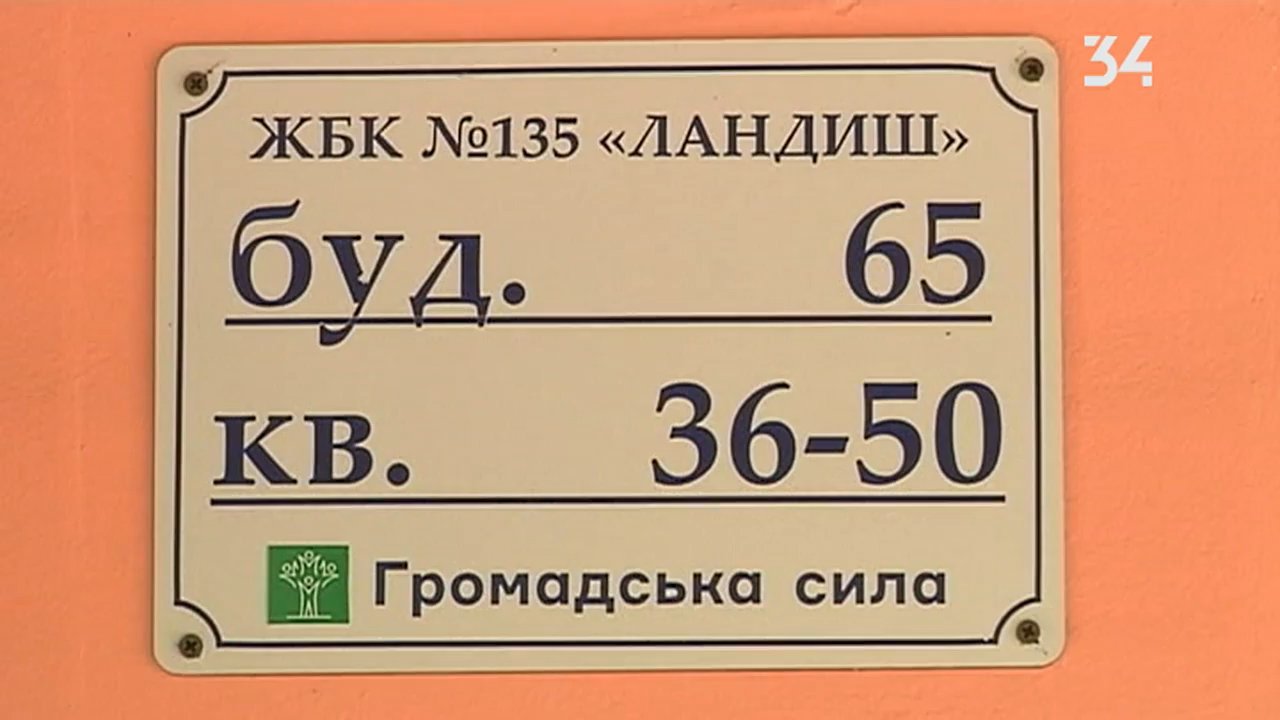 34
ЖБК №135 «ЛАНДИШ»
буд. 65
кв. 36-50
Громадська сила